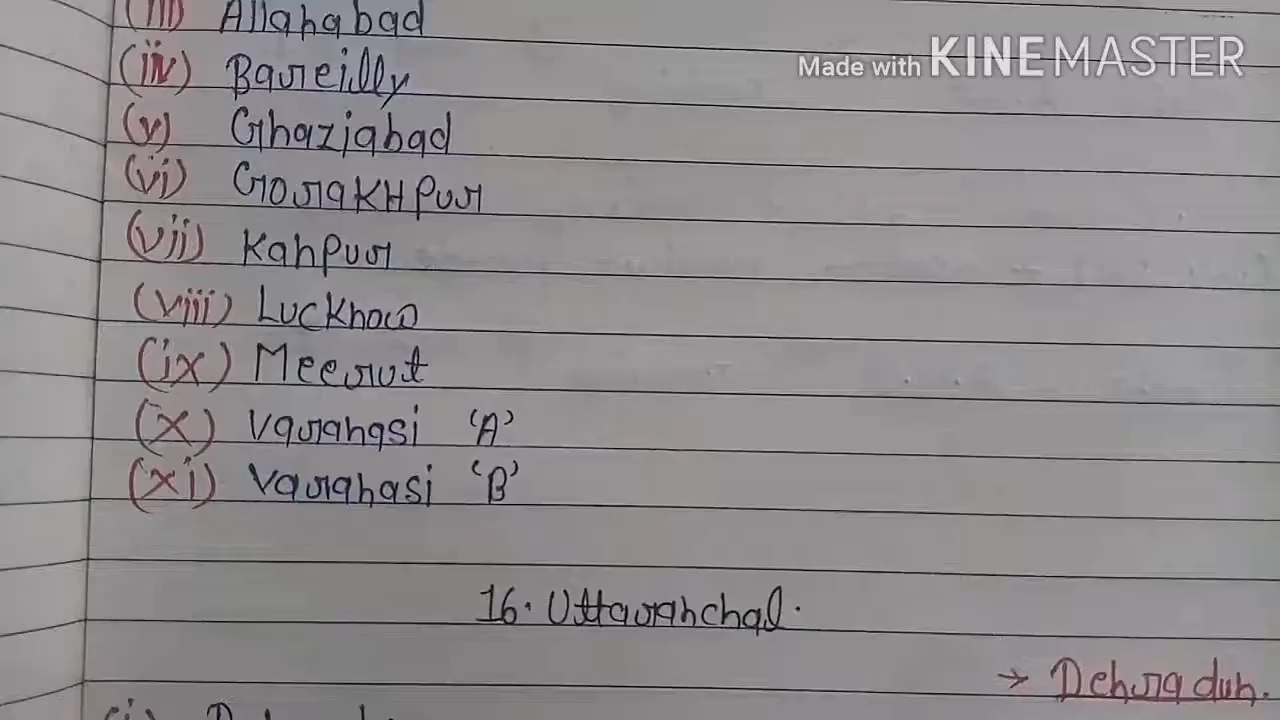 (iii) Allahabad
Made with KINEMASTER
(iv) Bareilly
(v) Ghaziabad
(vi) GorakHpur
(vii) Kanpur
(viii) Lucknow
(ix) Meerut
(x) Varanasi 'A'
(xi) Varanasi 'B'
16. Uttaranchal.
→ Dehradun.
(i)